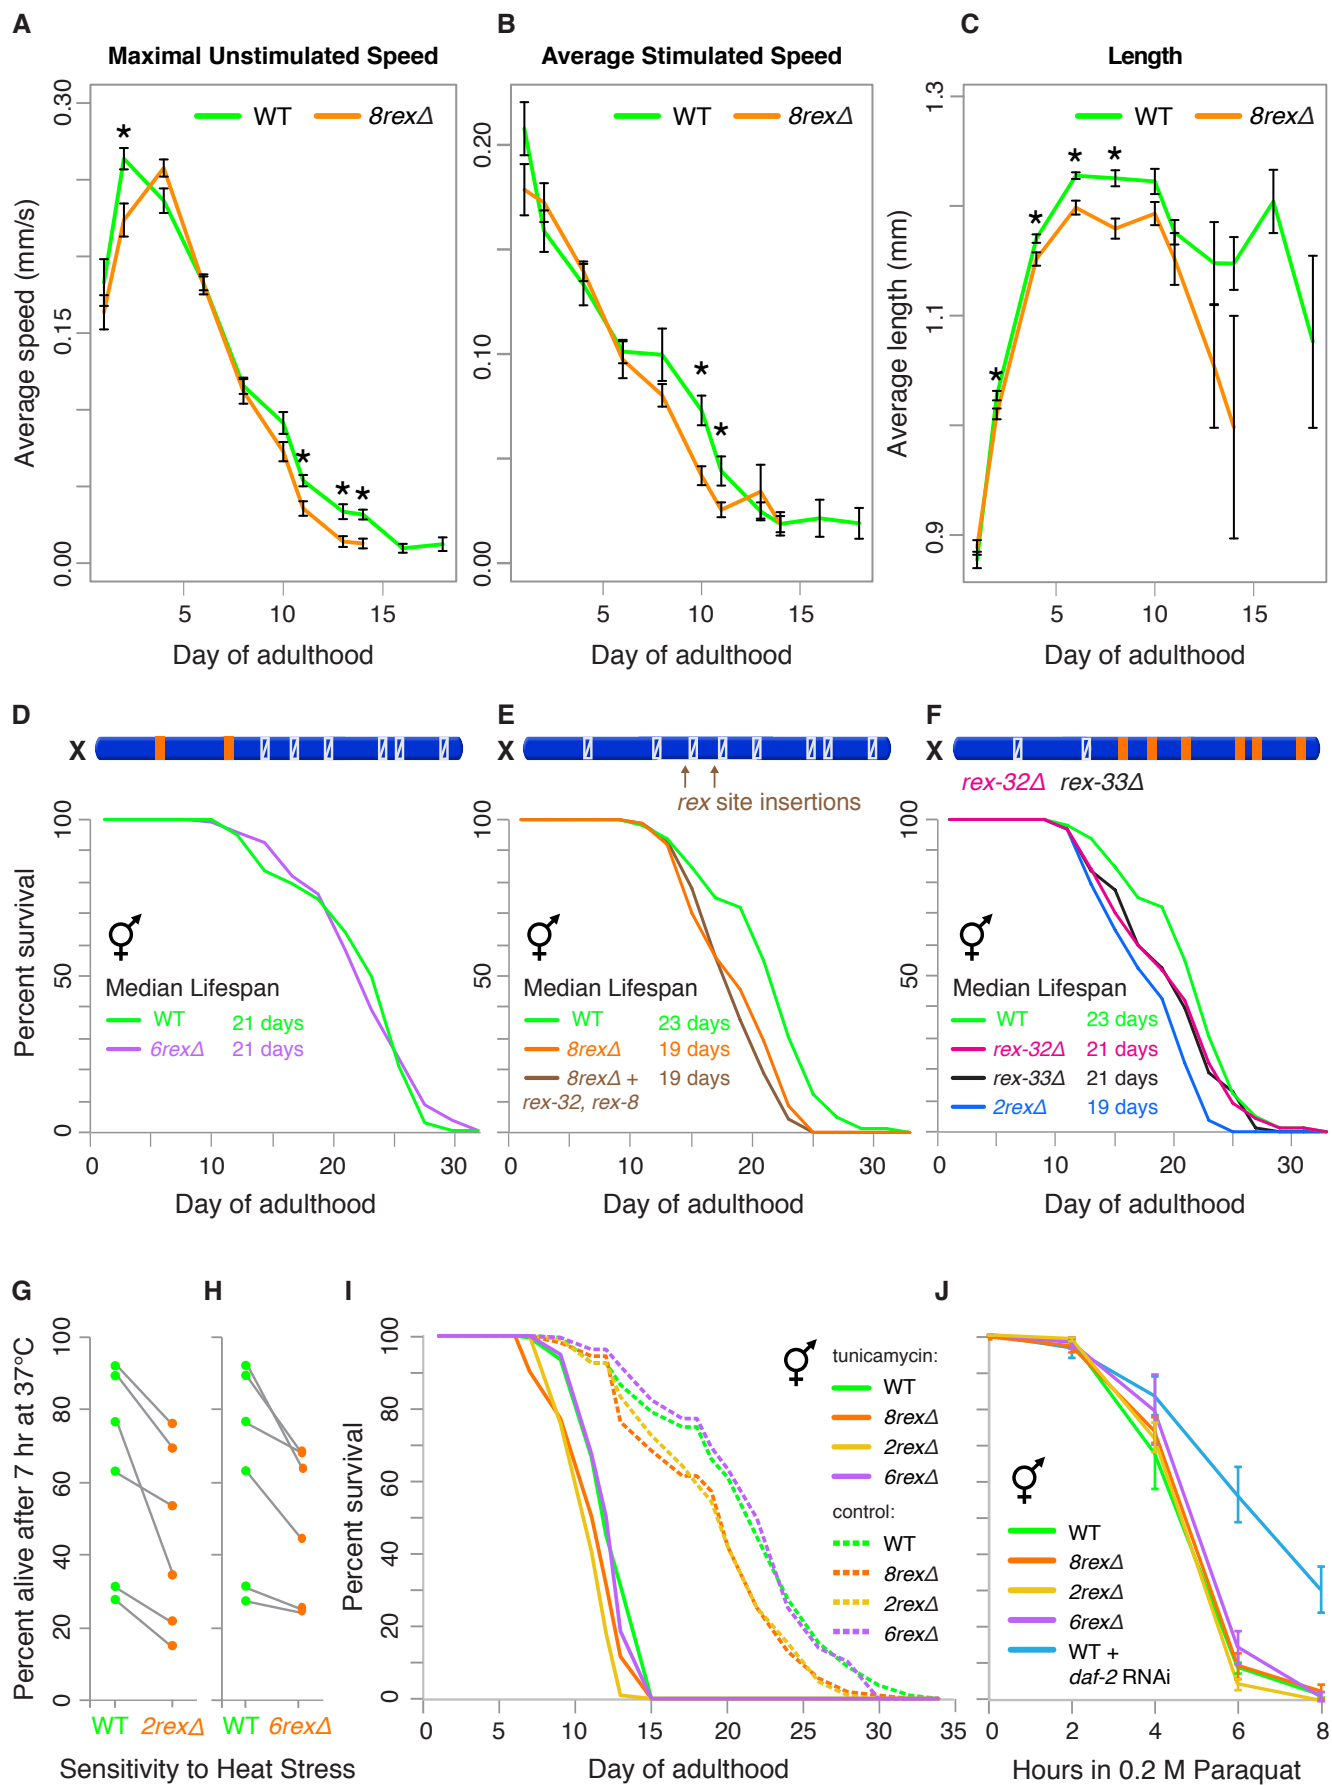 A
B
C
Maximal Unstimulated Speed
Average Stimulated Speed
Length
WT 8rexΔ
WT 8rexΔ
WT 8rexΔ
* * * *
* *
* * * *
Average speed (mm/s)
0.30
0.15
0.00
0.20
0.10
0.00
Average length (mm)
1.3
1.1
0.9
5 10 15
5 10 15
5 10 15
Day of adulthood
Day of adulthood
Day of adulthood
D
E
F
X
X
X
rex site insertions
rex-32Δ rex-33Δ
Percent survival
100
50
0
Median Lifespan
WT 21 days
6rexΔ 21 days
0 10 20 30
Day of adulthood
100
50
0
Median Lifespan
WT 23 days
8rexΔ 19 days
8rexΔ + 19 days
rex-32, rex-8
0 10 20 30
Day of adulthood
100
50
0
Median Lifespan
WT 23 days
rex-32Δ 21 days
rex-33Δ 21 days
2rexΔ 19 days
0 10 20 30
Day of adulthood
G
H
I
J
Percent alive after 7 hr at 37°C
100
80
60
40
20
0
WT 2rexΔ
WT 6rexΔ
Sensitivity to Heat Stress
Percent survival
100
80
60
40
20
0
tunicamycin:
WT
8rexΔ
2rexΔ
6rexΔ
control:
WT
8rexΔ
2rexΔ
6rexΔ
0 5 10 15 20 25 30 35
Day of adulthood
WT
8rexΔ
2rexΔ
6rexΔ
WT +
daf-2 RNAi
0 2 4 6 8
Hours in 0.2 M Paraquat